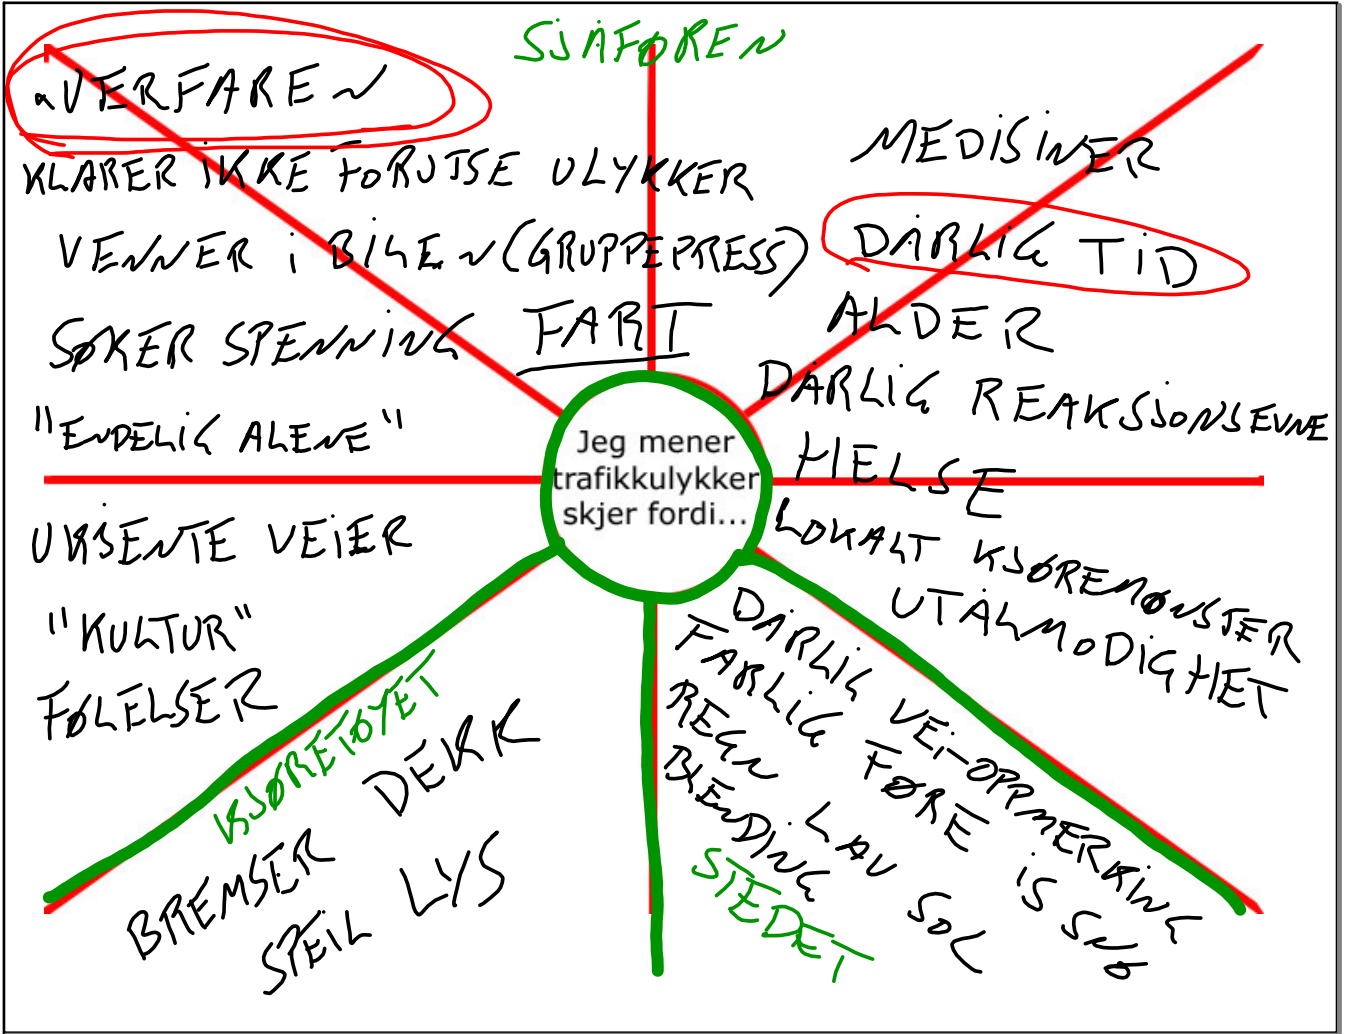 SJÅFØREN
UERFAREN
KLARER IKKE FORUTSE ULYKKER
VENNER i BILEN (GRUPPEPRESS)
SØKER SPENNING
FART
"ENDELIG ALENE"
MEDISINER
DÅRLIG TiD
ALDER
DÅRLIG REAKSJONSEVNE
HELSE
LOKALT KJØREMØNSTER
UTÅLMODIGHET
Jeg mener
trafikkulykker
skjer fordi...
UKJENTE VEIER
"KULTUR"
FØLELSER
KJØRETØYET
DEKK
BREMSER
SPEIL LYS
DÅRLIG VEi-OPPMERKING
FARLIG FØRE iS SNØ
REGN LAV SOL
BLENDING
STEDET